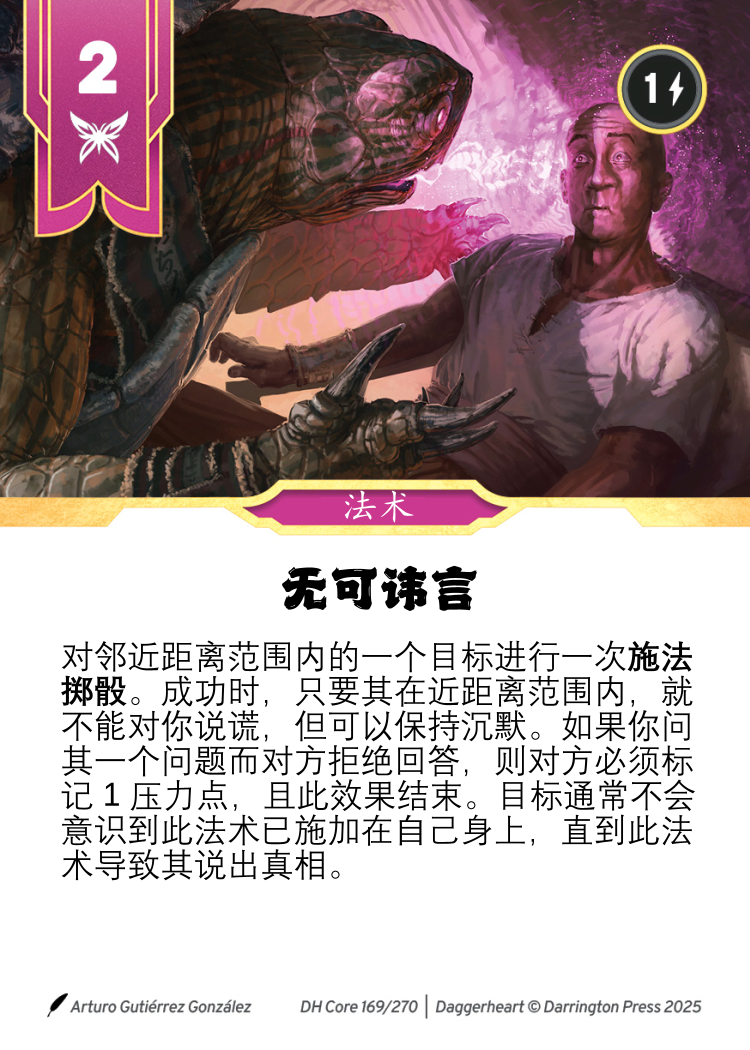 2
1
法术
无可讳言
对邻近距离范围内的一个目标进行一次施法
掷骰。成功时，只要其在近距离范围内，就
不能对你说谎，但可以保持沉默。如果你问
其一个问题而对方拒绝回答，则对方必须标
记 1 压力点，且此效果结束。目标通常不会
意识到此法术已施加在自己身上，直到此法
术导致其说出真相。
Arturo Gutiérrez González DH Core 169/270 | Daggerheart © Darrington Press 2025